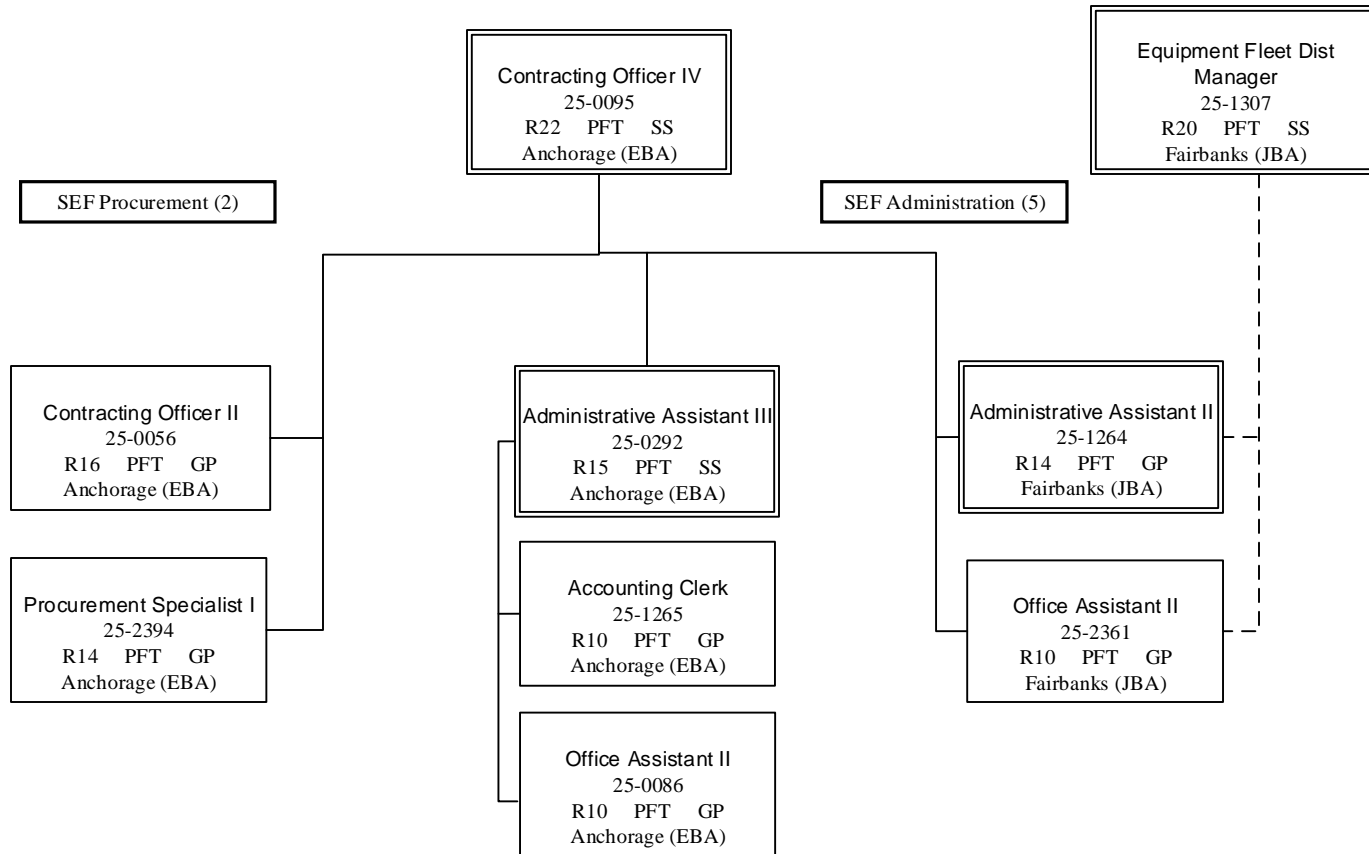 Contracting Officer IV
25-0095
R22 PFT SS
Anchorage (EBA)
Equipment Fleet Dist
Manager
25-1307
R20 PFT SS
Fairbanks (JBA)
SEF Procurement (2)
SEF Administration (5)
Contracting Officer II
25-0056
R16 PFT GP
Anchorage (EBA)
Administrative Assistant III
25-0292
R15 PFT SS
Anchorage (EBA)
Administrative Assistant II
25-1264
R14 PFT GP
Fairbanks (JBA)
Procurement Specialist I
25-2394
R14 PFT GP
Anchorage (EBA)
Accounting Clerk
25-1265
R10 PFT GP
Anchorage (EBA)
Office Assistant II
25-2361
R10 PFT GP
Fairbanks (JBA)
Office Assistant II
25-0086
R10 PFT GP
Anchorage (EBA)